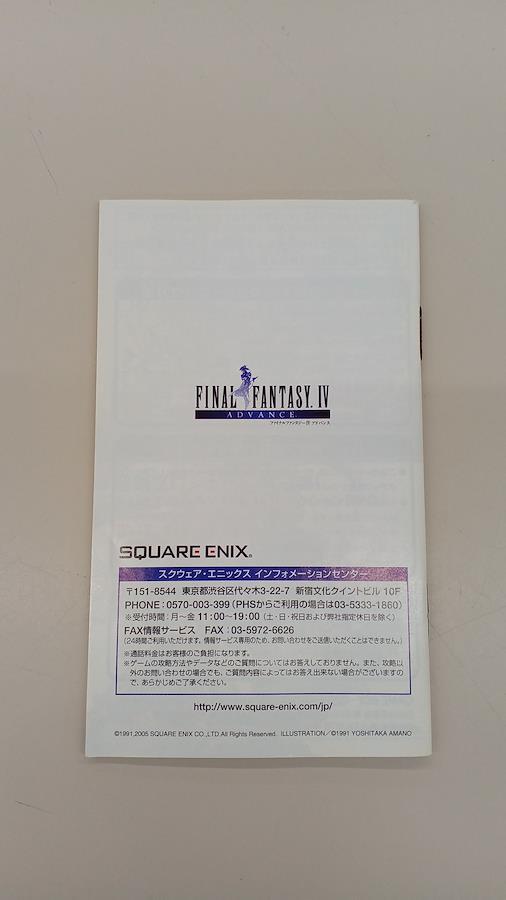 FINAL FANTASY. IV
ADVANCE
ファイナルファンタジーIV アドバンス
SQUARE ENIX®
スクウェア・エニックス インフォメーションセンター
〒151-8544 東京都渋谷区代々木3-22-7 新宿文化クイントビル 10F
PHONE : 0570-003-399 (PHSからご利用の場合は03-5333-1860)
※受付時間 : 月〜金 11:00〜19:00 (土・日・祝日および弊社指定休日を除く)
FAX情報サービス FAX : 03-5972-6626
(24時間ご利用いただけます。情報サービス専用のため、お問い合わせをご送信いただくことはできません。)
※通話料金はお客様のご負担になります。
※ゲームの攻略方法やデータなどのご質問についてはお答えしておりません。また、攻略以
外のお問い合わせの場合でも、ご質問内容によってはお答え出来ない場合がございますの
で、あらかじめご了承ください。
http://www.square-enix.com/jp/
©1991,2005 SQUARE ENIX CO.,LTD.All Rights Reserved. ILLUSTRATION/©1991 YOSHITAKA AMANO